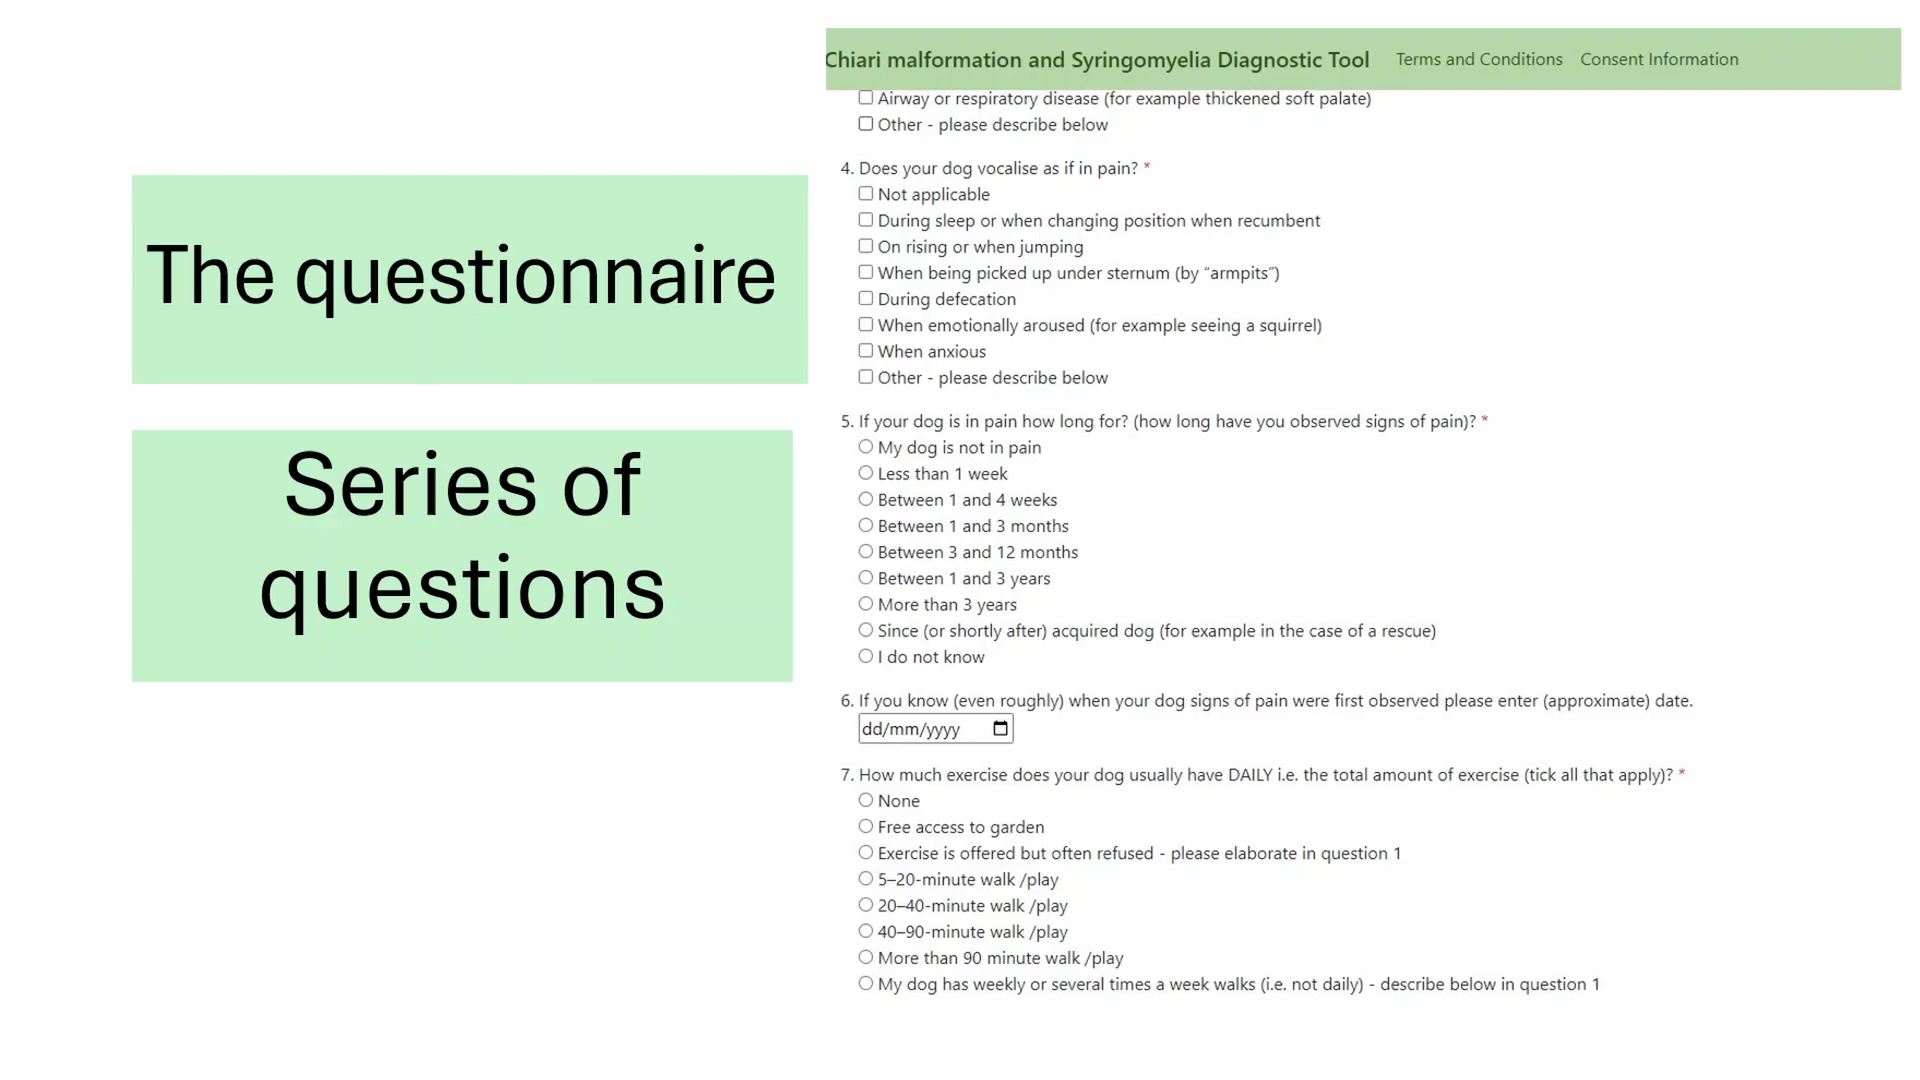 The questionnaire
Series of
questions
Chiari malformation and Syringomyelia Diagnostic Tool Terms and Conditions Consent Information
Airway or respiratory disease (for example thickened soft palate)
Other - please describe below
4. Does your dog vocalise as if in pain? *
Not applicable
During sleep or when changing position when recumbent
On rising or when jumping
When being picked up under sternum (by “armpits”)
During defecation
When emotionally aroused (for example seeing a squirrel)
When anxious
Other - please describe below
5. If your dog is in pain how long for? (how long have you observed signs of pain)? *
My dog is not in pain
Less than 1 week
Between 1 and 4 weeks
Between 1 and 3 months
Between 3 and 12 months
Between 1 and 3 years
More than 3 years
Since (or shortly after) acquired dog (for example in the case of a rescue)
I do not know
6. If you know (even roughly) when your dog signs of pain were first observed please enter (approximate) date.
dd/mm/yyyy
7. How much exercise does your dog usually have DAILY i.e. the total amount of exercise (tick all that apply)? *
None
Free access to garden
Exercise is offered but often refused - please elaborate in question 1
5–20-minute walk /play
20–40-minute walk /play
40–90-minute walk /play
More than 90 minute walk /play
My dog has weekly or several times a week walks (i.e. not daily) - describe below in question 1